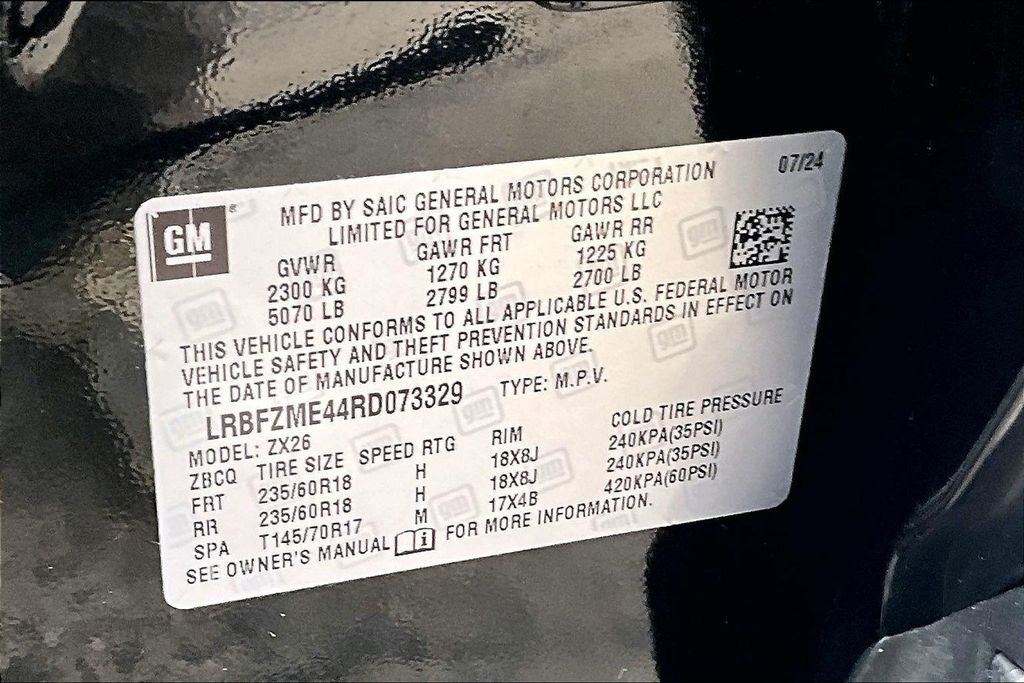 GM ®
MFD BY SAIC GENERAL MOTORS CORPORATION 07/24
LIMITED FOR GENERAL MOTORS LLC
GVWR GAWR FRT GAWR RR
2300 KG 1270 KG 1225 KG
5070 LB 2799 LB 2700 LB
THIS VEHICLE CONFORMS TO ALL APPLICABLE U.S. FEDERAL MOTOR
VEHICLE SAFETY AND THEFT PREVENTION STANDARDS IN EFFECT ON
THE DATE OF MANUFACTURE SHOWN ABOVE.
LRBFZME44RD073329 TYPE: M.P.V.
MODEL: ZX26
ZBCQ TIRE SIZE SPEED RTG RIM COLD TIRE PRESSURE
FRT 235/60R18 H 18X8J 240KPA(35PSI)
RR 235/60R18 H 18X8J 240KPA(35PSI)
SPA T145/70R17 M 17X4B 420KPA(60PSI)
SEE OWNER'S MANUAL i FOR MORE INFORMATION.